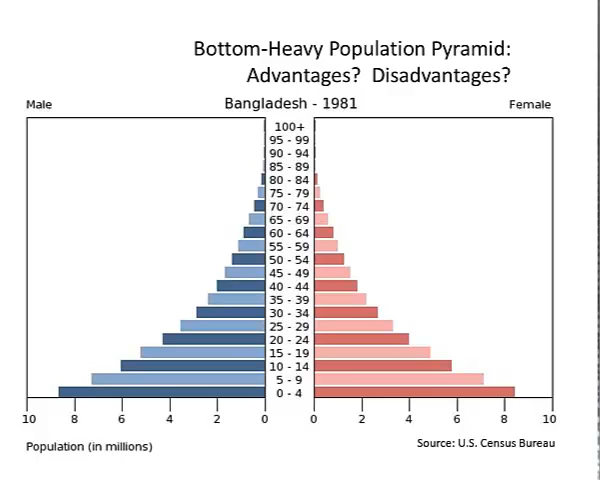 Bottom-Heavy Population Pyramid:
Advantages?  Disadvantages?
Male Bangladesh - 1981 Female
100+
95 - 99
90 - 94
85 - 89
80 - 84
75 - 79
70 - 74
65 - 69
60 - 64
55 - 59
50 - 54
45 - 49
40 - 44
35 - 39
30 - 34
25 - 29
20 - 24
15 - 19
10 - 14
5 - 9
0 - 4
10 8 6 4 2 0 0 2 4 6 8 10
Population (in millions) Source: U.S. Census Bureau